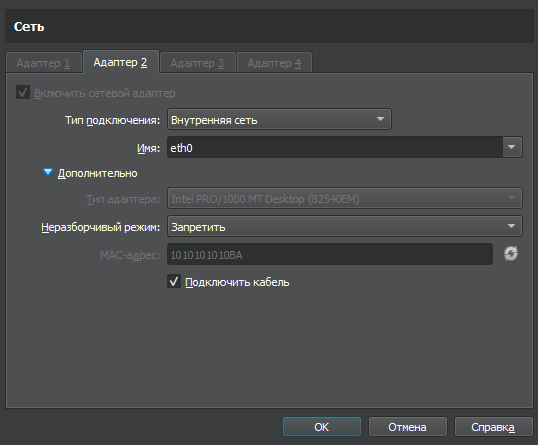 Сеть
Адаптер 1 Адаптер 2 Адаптер 3 Адаптер 4
Включить сетевой адаптер
Тип подключения: Внутренняя сеть
Имя: eth0
Дополнительно
Тип адаптера: Intel PRO/1000 MT Desktop (82540EM)
Неразборчивый режим: Запретить
MAC-адрес: 1010101010BA
Подключить кабель
OK Отмена Справка